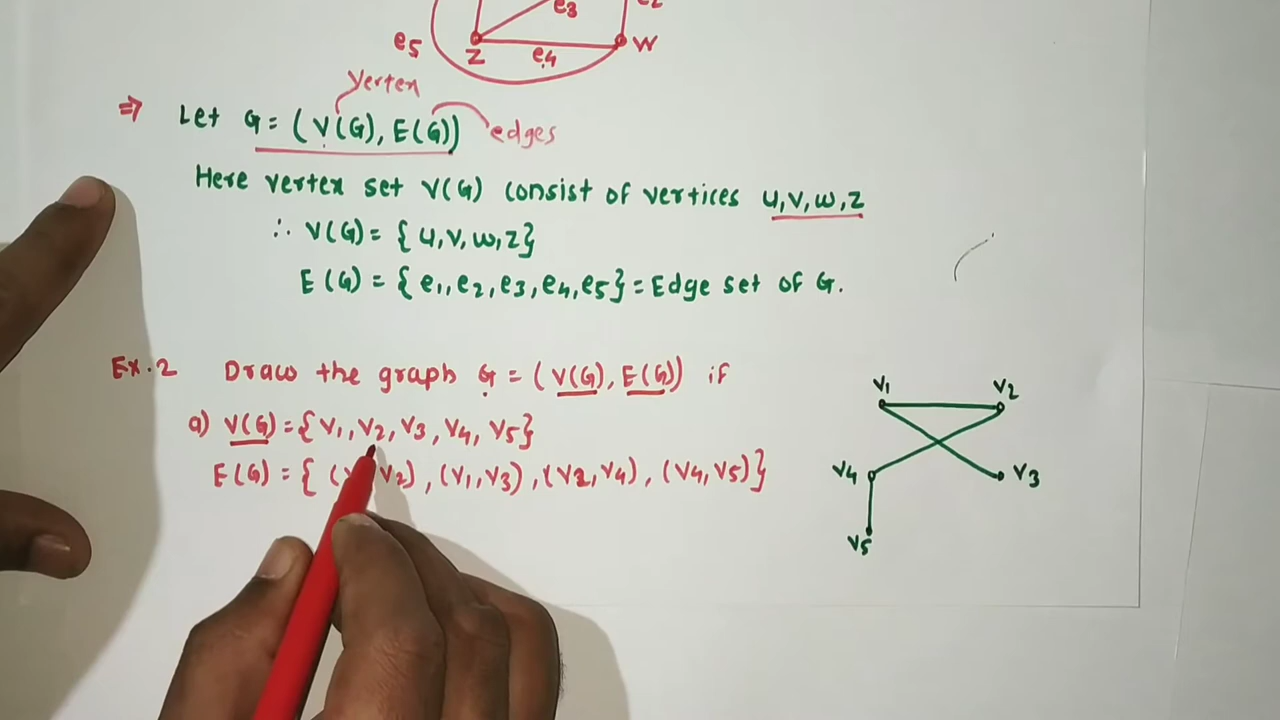 e3
e2
e5
Z
e4
W
Vertex
⇒ Let G = (V(G), E(G))
edges
Here vertex set V(G) consist of vertices u,v,w,z
∴ V(G) = { u,v,w,z}
E(G) = { e1,e2,e3,e4,e5} = Edge set of G.
Ex.2 Draw the graph G = (V(G), E(G)) if
a) V(G) = {v1,v2,v3,v4,v5}
E(G) = { (v2), (v1,v3), (v2,v4), (v4,v5)}
v1
v2
v4
v3
v5